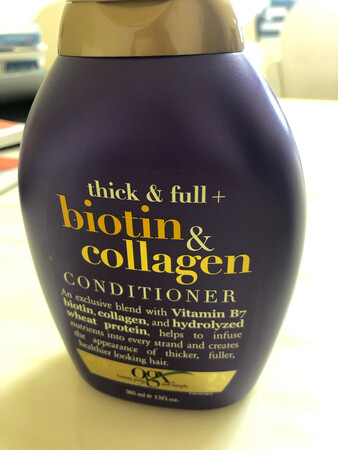 thick & full +
biotin &
collagen
CONDITIONER
An exclusive blend with Vitamin B7
biotin, collagen, and hydrolyzed
wheat protein, helps to infuse
nutrients into every strand and creates
the appearance of thicker, fuller,
healthier looking hair.
ogx
385 ml ℮ 13fl.oz.